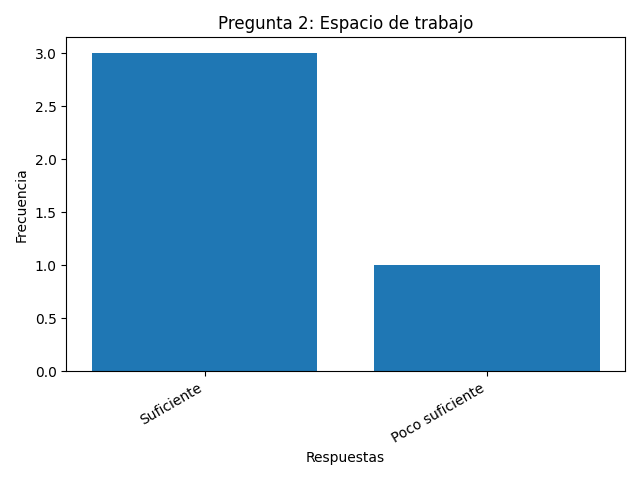 Pregunta 2: Espacio de trabajo
3.0
2.5
2.0
1.5
1.0
0.5
0.0
Frecuencia
Suficiente
Poco suficiente
Respuestas